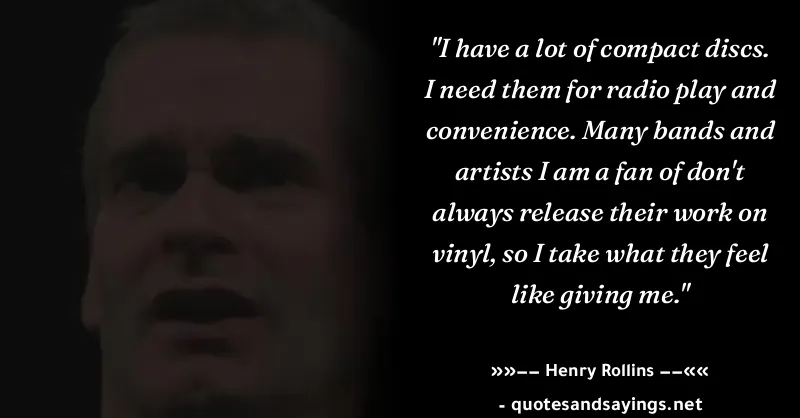 "I have a lot of compact discs.
I need them for radio play and
convenience. Many bands and
artists I am a fan of don't
always release their work on
vinyl, so I take what they feel
like giving me."
»»−− Henry Rollins −−««
- quotesandsayings.net